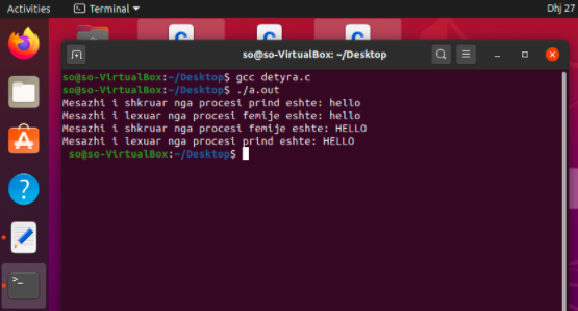 Activities
Terminal
Dhj 27
so@so-VirtualBox: ~/Desktop
so@so-VirtualBox:~/Desktop$ gcc detyra.c
so@so-VirtualBox:~/Desktop$ ./a.out
Mesazhi i shkruar nga procesi prind eshte: hello
Mesazhi i lexuar nga procesi femije eshte: hello
Mesazhi i shkruar nga procesi femije eshte: HELLO
Mesazhi i lexuar nga procesi prind eshte: HELLO
so@so-VirtualBox:~/Desktop$